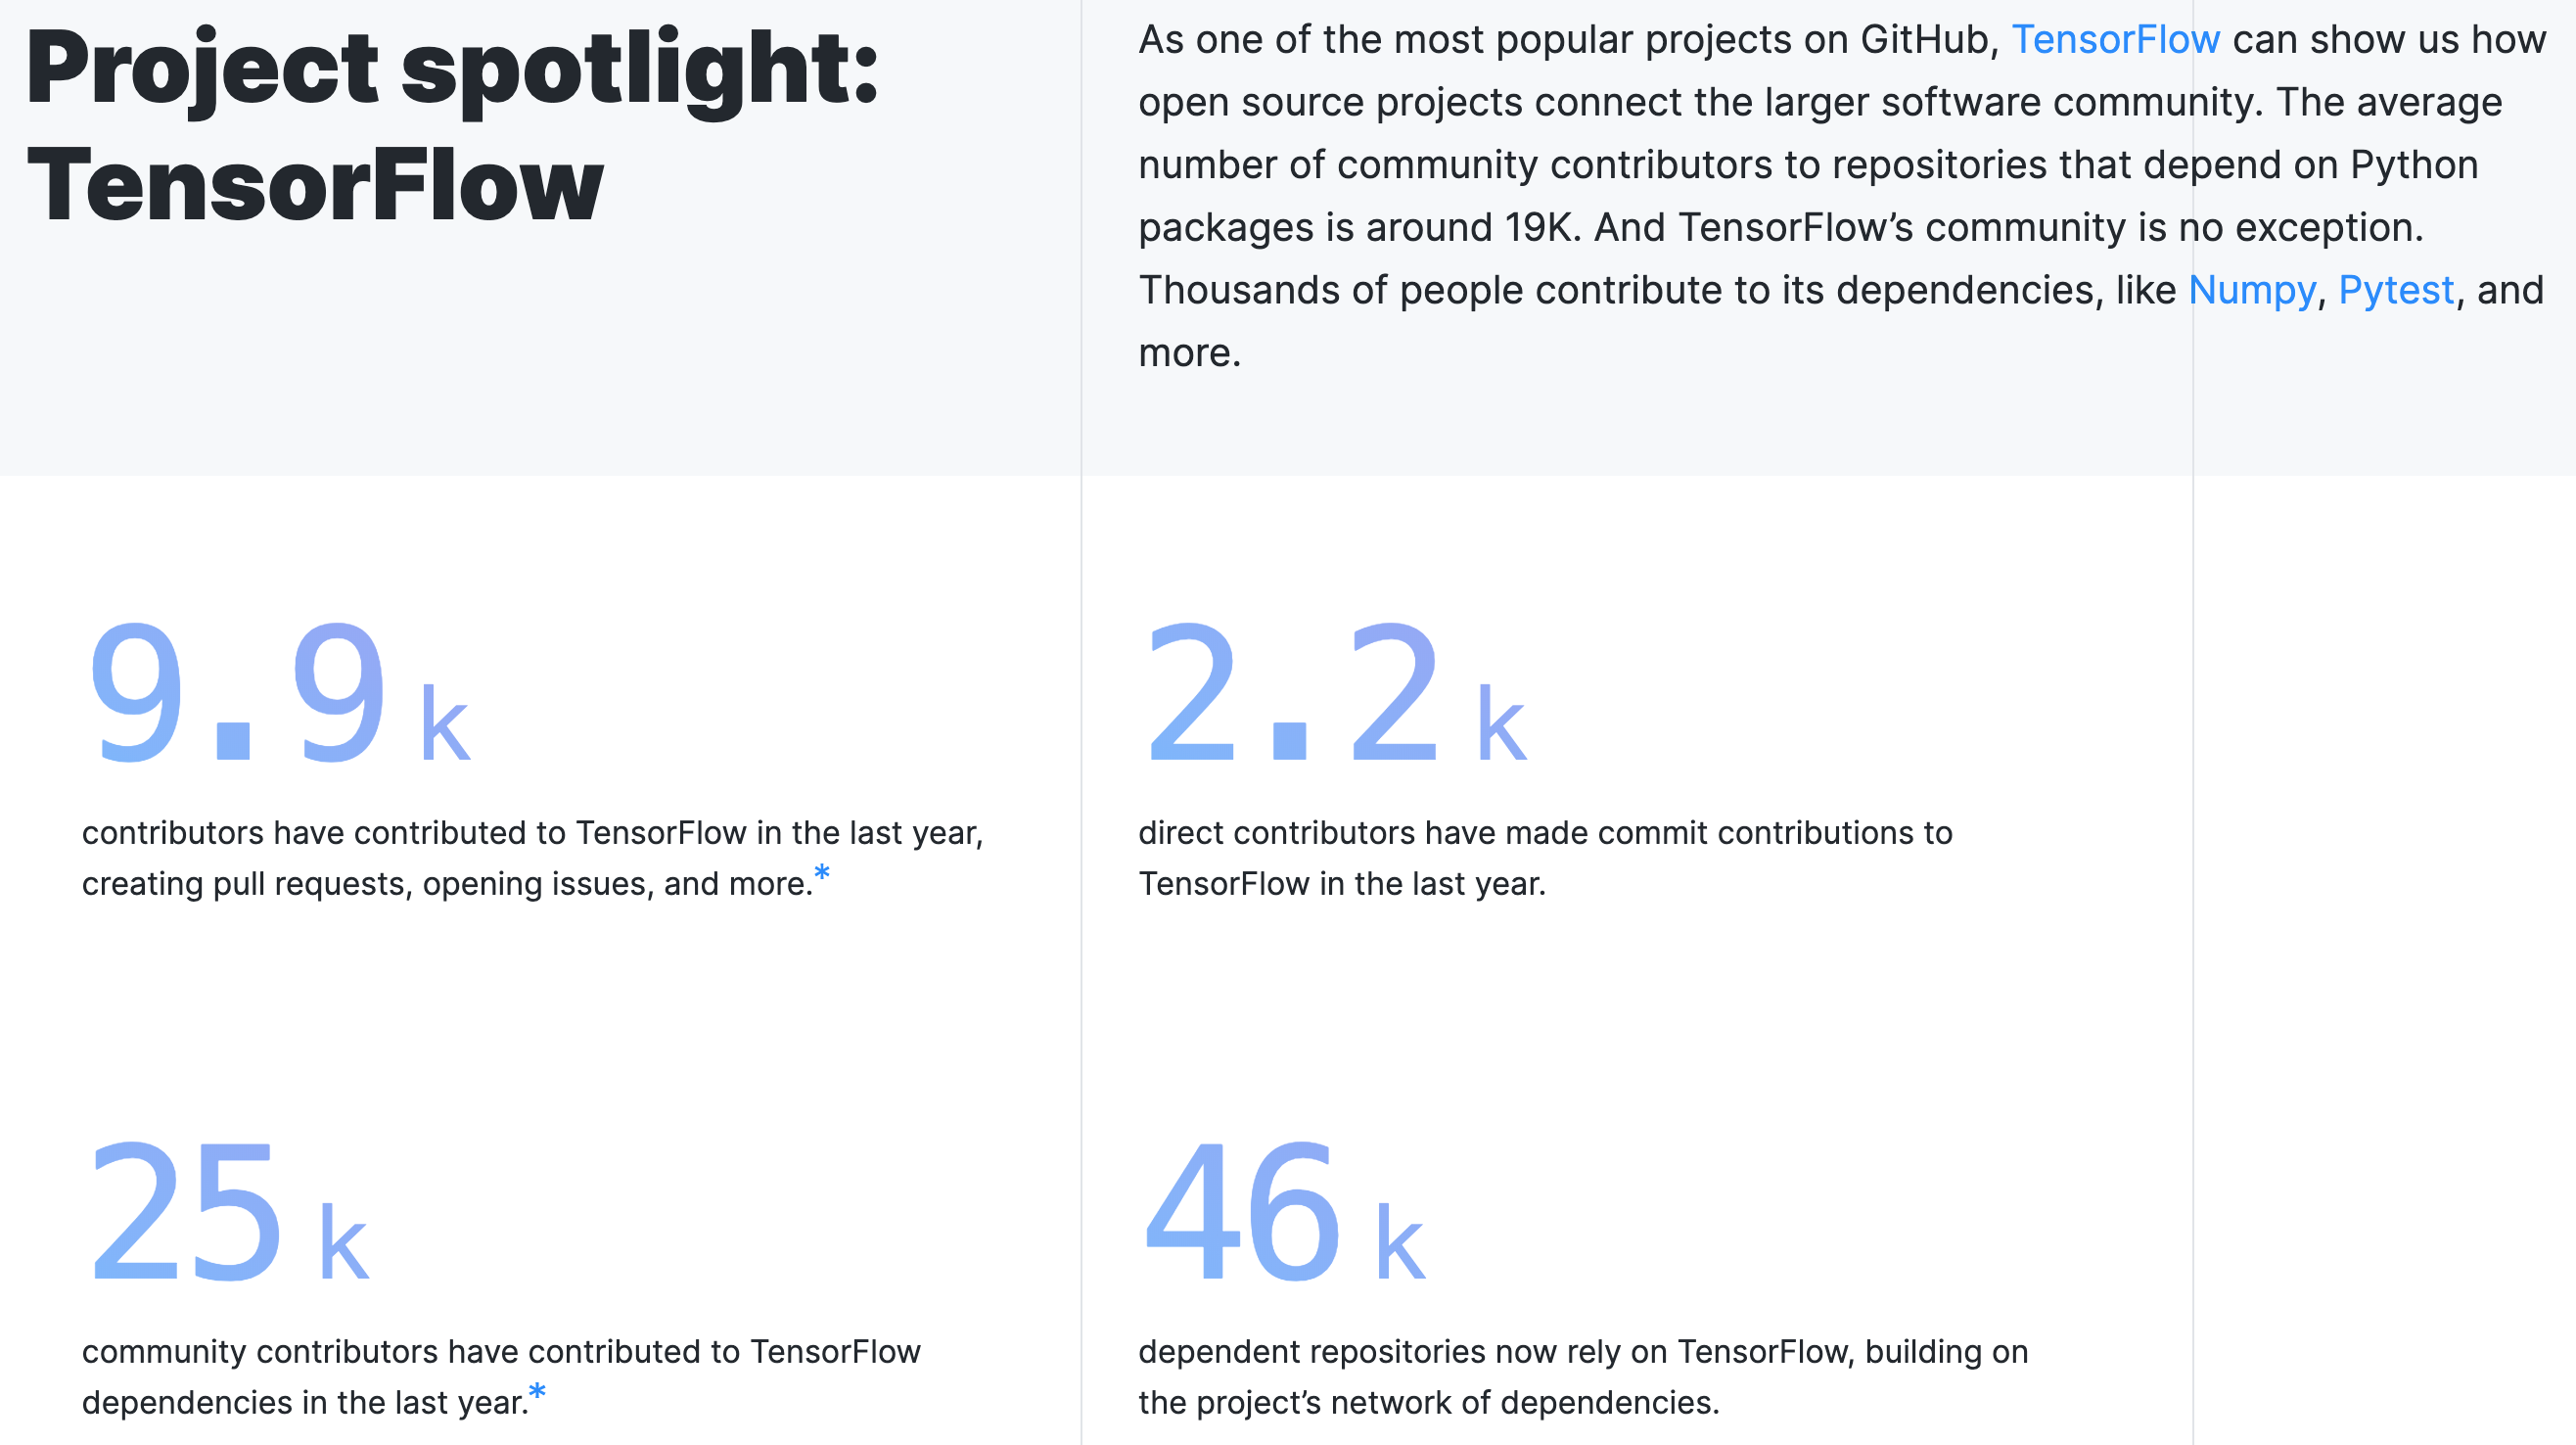 Project spotlight:
TensorFlow
As one of the most popular projects on GitHub, TensorFlow can show us how
open source projects connect the larger software community. The average
number of community contributors to repositories that depend on Python
packages is around 19K. And TensorFlow’s community is no exception.
Thousands of people contribute to its dependencies, like Numpy, Pytest, and
more.
9.9 k
contributors have contributed to TensorFlow in the last year,
creating pull requests, opening issues, and more.*
2.2 k
direct contributors have made commit contributions to
TensorFlow in the last year.
25 k
community contributors have contributed to TensorFlow
dependencies in the last year.*
46 k
dependent repositories now rely on TensorFlow, building on
the project’s network of dependencies.